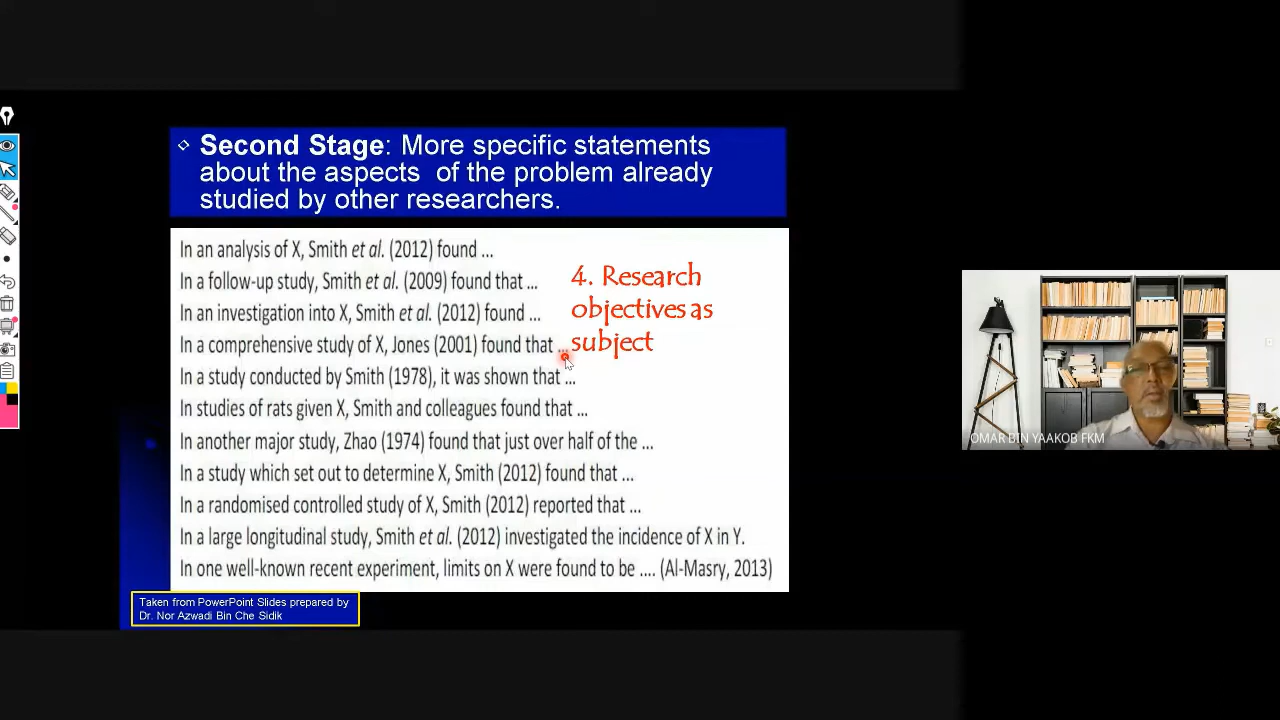 Second Stage: More specific statements
about the aspects of the problem already
studied by other researchers.
In an analysis of X, Smith et al. (2012) found ...
In a follow-up study, Smith et al. (2009) found that ...
In an investigation into X, Smith et al. (2012) found ...
In a comprehensive study of X, Jones (2001) found that ...
In a study conducted by Smith (1978), it was shown that ...
In studies of rats given X, Smith and colleagues found that ...
In another major study, Zhao (1974) found that just over half of the ...
In a study which set out to determine X, Smith (2012) found that ...
In a randomised controlled study of X, Smith (2012) reported that ...
In a large longitudinal study, Smith et al. (2012) investigated the incidence of X in Y.
In one well-known recent experiment, limits on X were found to be .... (Al-Masry, 2013)
4. Research
objectives as
subject
Taken from PowerPoint Slides prepared by
Dr. Nor Azwadi Bin Che Sidik
OMAR BIN YAAKOB FKM